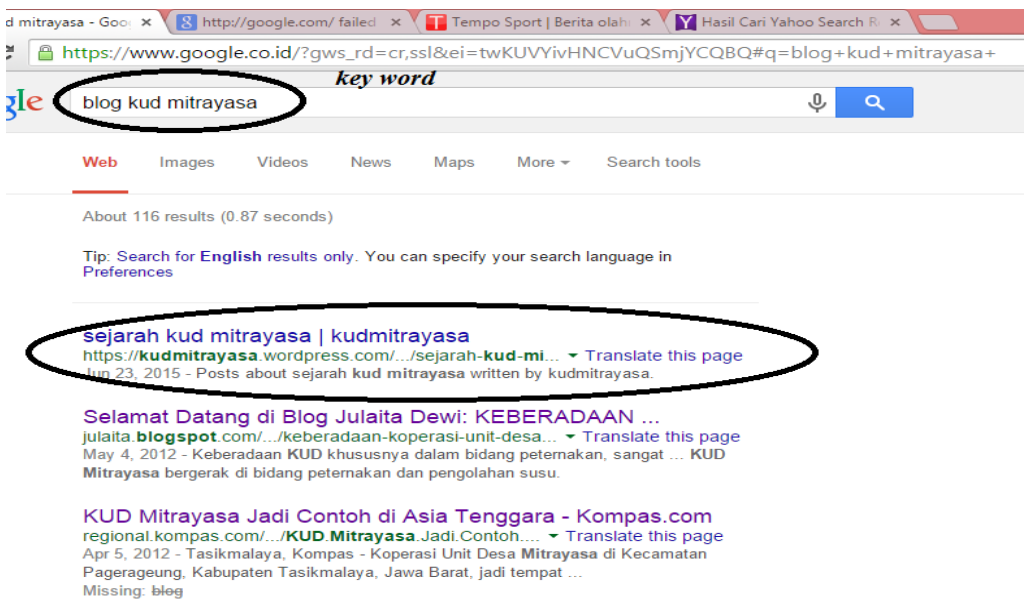 d mitrayasa - Goo
http://google.com/ failed
Tempo Sport | Berita olahr
Hasil Cari Yahoo Search R
https://www.google.co.id/?gws_rd=cr,ssl&ei=twKUVYivHNCVuQSmjYCQBQ#q=blog+kud+mitrayasa+
key word
gle
blog kud mitrayasa
Web Images Videos News Maps More Search tools
About 116 results (0.87 seconds)
Tip: Search for English results only. You can specify your search language in
Preferences
sejarah kud mitrayasa | kudmitrayasa
https://kudmitrayasa.wordpress.com/.../sejarah-kud-mi... Translate this page
Jun 23, 2015 - Posts about sejarah kud mitrayasa written by kudmitrayasa.
Selamat Datang di Blog Julaita Dewi: KEBERADAAN ...
julaita.blogspot.com/.../keberadaan-koperasi-unit-desa... Translate this page
May 4, 2012 - Keberadaan KUD khususnya dalam bidang peternakan, sangat ... KUD
Mitrayasa bergerak di bidang peternakan dan pengolahan susu.
KUD Mitrayasa Jadi Contoh di Asia Tenggara - Kompas.com
regional.kompas.com/.../KUD.Mitrayasa.Jadi.Contoh.... Translate this page
Apr 5, 2012 - Tasikmalaya, Kompas - Koperasi Unit Desa Mitrayasa di Kecamatan
Pagerageung, Kabupaten Tasikmalaya, Jawa Barat, jadi tempat ...
Missing: blog